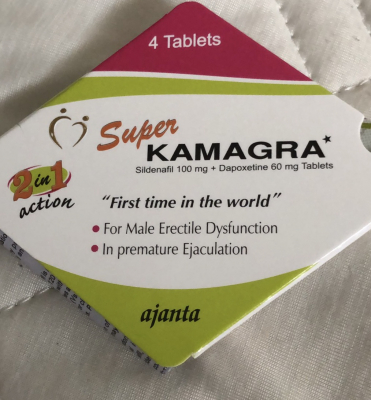 4 Tablets
Super
KAMAGRA
Sildenafil 100 mg + Dapoxetine 60 mg Tablets
2 in 1
action
"First time in the world"
• For Male Erectile Dysfunction
• In premature Ejaculation
ajanta